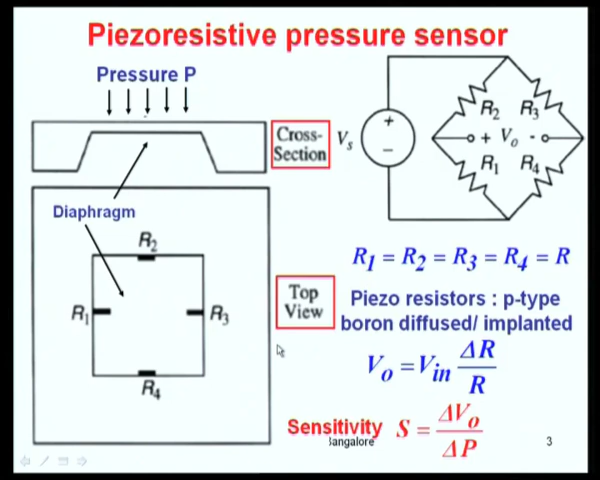 Piezoresistive pressure sensor
Pressure P
Cross-
Section
Diaphragm
R2
R1
R3
R4
Top
View
Vs
+
−
R2 R3
+ Vo -
R1 R4
R1 = R2 = R3 = R4 = R
Piezo resistors : p-type
boron diffused/ implanted
Vo = Vin ΔR
R
Sensitivity S = ΔVo
ΔP
3